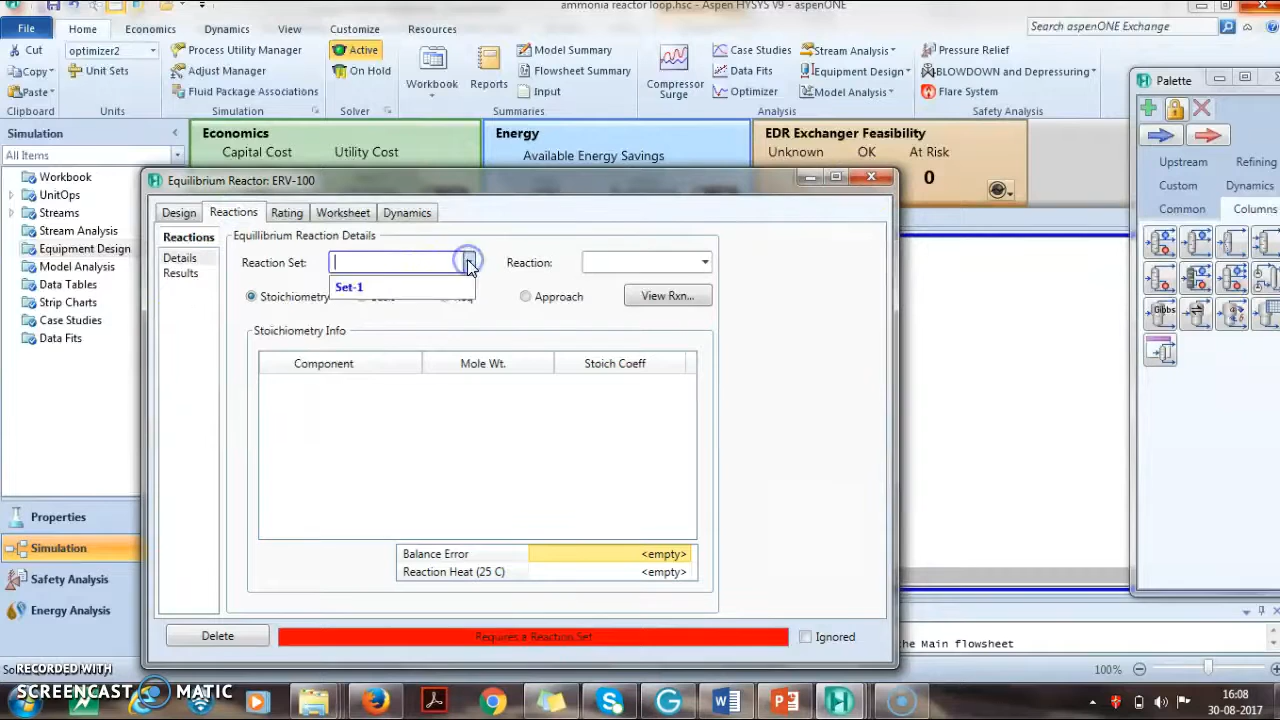 ammonia reactor loop.hsc - Aspen HYSYS V9 - aspenONE
File Home Economics Dynamics View Customize Resources Search aspenONE Exchange
Cut optimizer2 Process Utility Manager Active Model Summary Case Studies Stream Analysis Pressure Relief
Copy Unit Sets Adjust Manager On Hold Workbook Reports Flowsheet Summary Compressor Surge Data Fits Equipment Design BLOWDOWN and Depressuring
Paste Fluid Package Associations Input Optimizer Model Analysis Flare System
Clipboard Units Simulation Solver Summaries Analysis Safety Analysis
Palette
Simulation
All Items
Workbook
UnitOps
Streams
Stream Analysis
Equipment Design
Model Analysis
Data Tables
Strip Charts
Case Studies
Data Fits
Properties
Simulation
Safety Analysis
Energy Analysis
Economics
Capital Cost Utility Cost
Energy
Available Energy Savings
EDR Exchanger Feasibility
Unknown OK At Risk
0
Upstream Refining
Custom Dynamics
Common Columns
Gibbs
Equilibrium Reactor: ERV-100
Design Reactions Rating Worksheet Dynamics
Reactions
Details
Results
Equillibrium Reaction Details
Reaction Set: Reaction:
Set-1
Stoichiometry Approach View Rxn...
Stoichiometry Info
Component Mole Wt. Stoich Coeff
Balance Error <empty>
Reaction Heat (25 C) <empty>
Delete Requires a Reaction Set Ignored
the Main flowsheet
100%
RECORDED WITH
SCREENCAST MATIC
16:08
30-08-2017